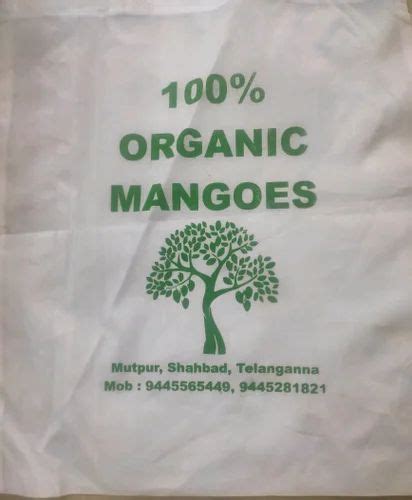 100%
ORGANIC
MANGOES
Mutpur, Shahbad, Telanganna
Mob : 9445565449, 9445281821